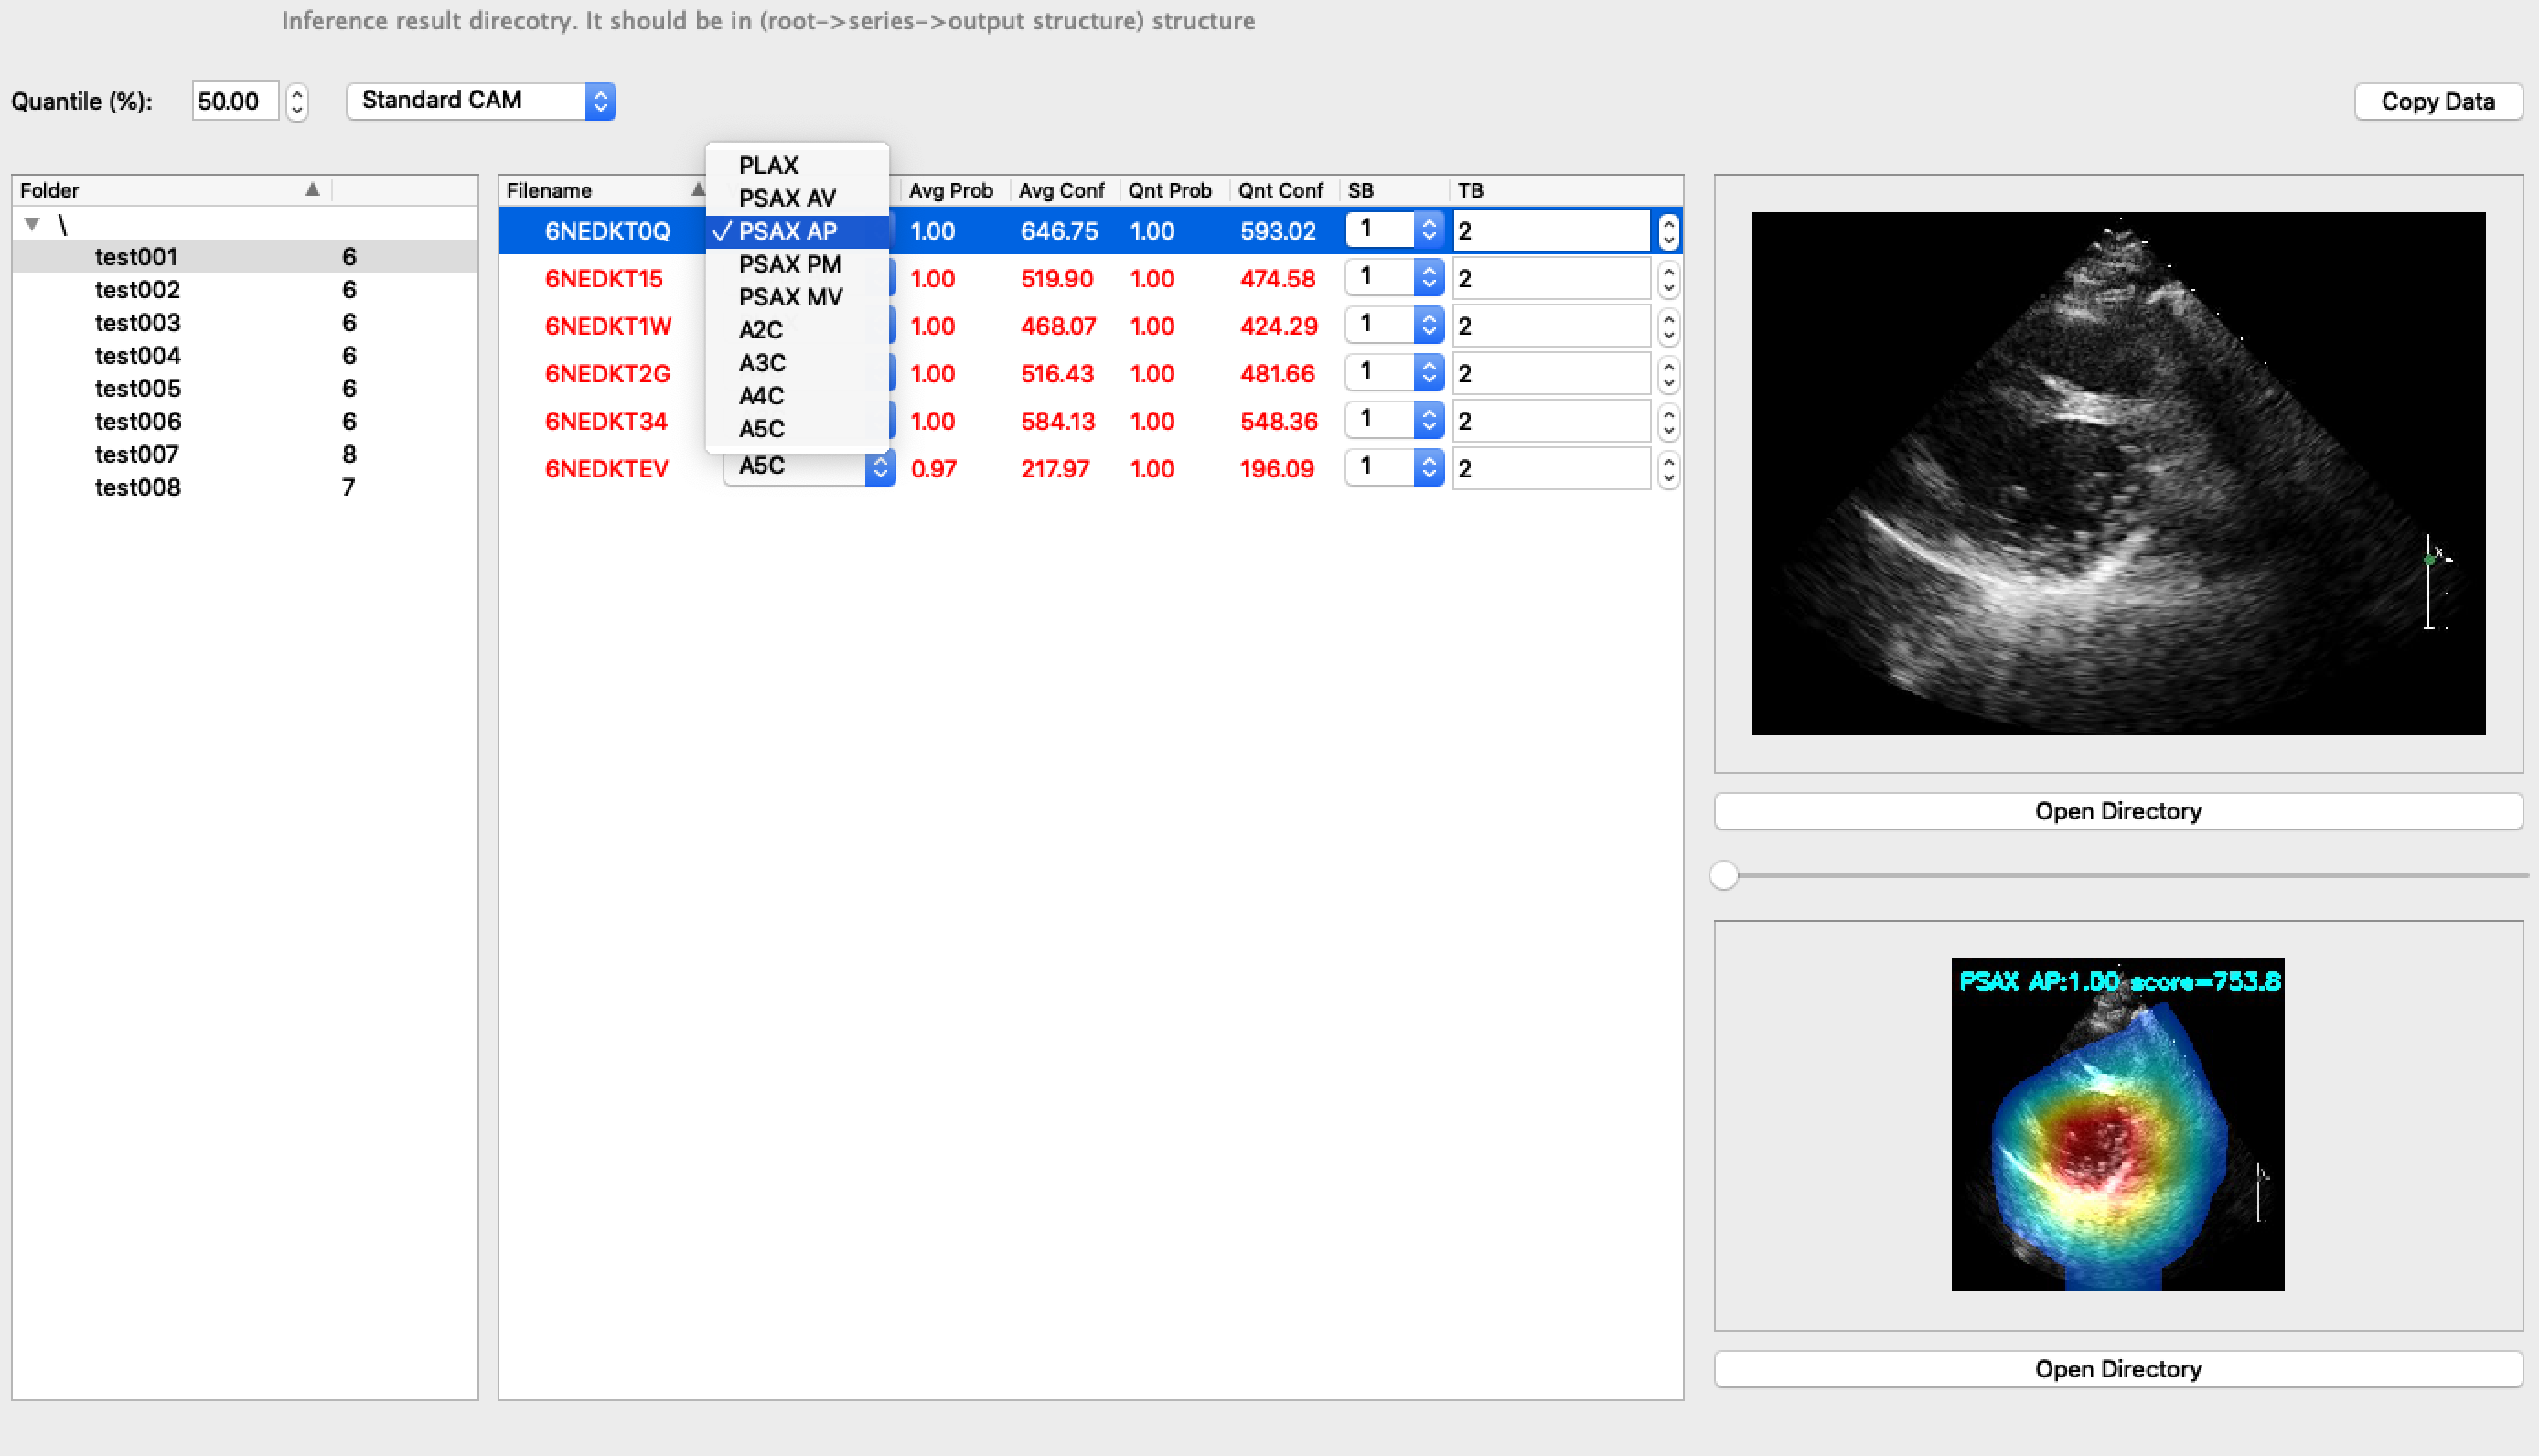 Inference result direcotry. It should be in (root->series->output structure) structure
Quantile (%): 50.00 Standard CAM Copy Data
Folder
\
test001 6
test002 6
test003 6
test004 6
test005 6
test006 6
test007 8
test008 7
Filename Avg Prob Avg Conf Qnt Prob Qnt Conf SB TB
6NEDKT0Q 1.00 646.75 1.00 593.02 1 2
6NEDKT15 1.00 519.90 1.00 474.58 1 2
6NEDKT1W 1.00 468.07 1.00 424.29 1 2
6NEDKT2G 1.00 516.43 1.00 481.66 1 2
6NEDKT34 1.00 584.13 1.00 548.36 1 2
6NEDKTEV A5C 0.97 217.97 1.00 196.09 1 2
PLAX
PSAX AV
✓ PSAX AP
PSAX PM
PSAX MV
A2C
A3C
A4C
A5C
Open Directory
PSAX AP:1.00 score=753.8
Open Directory